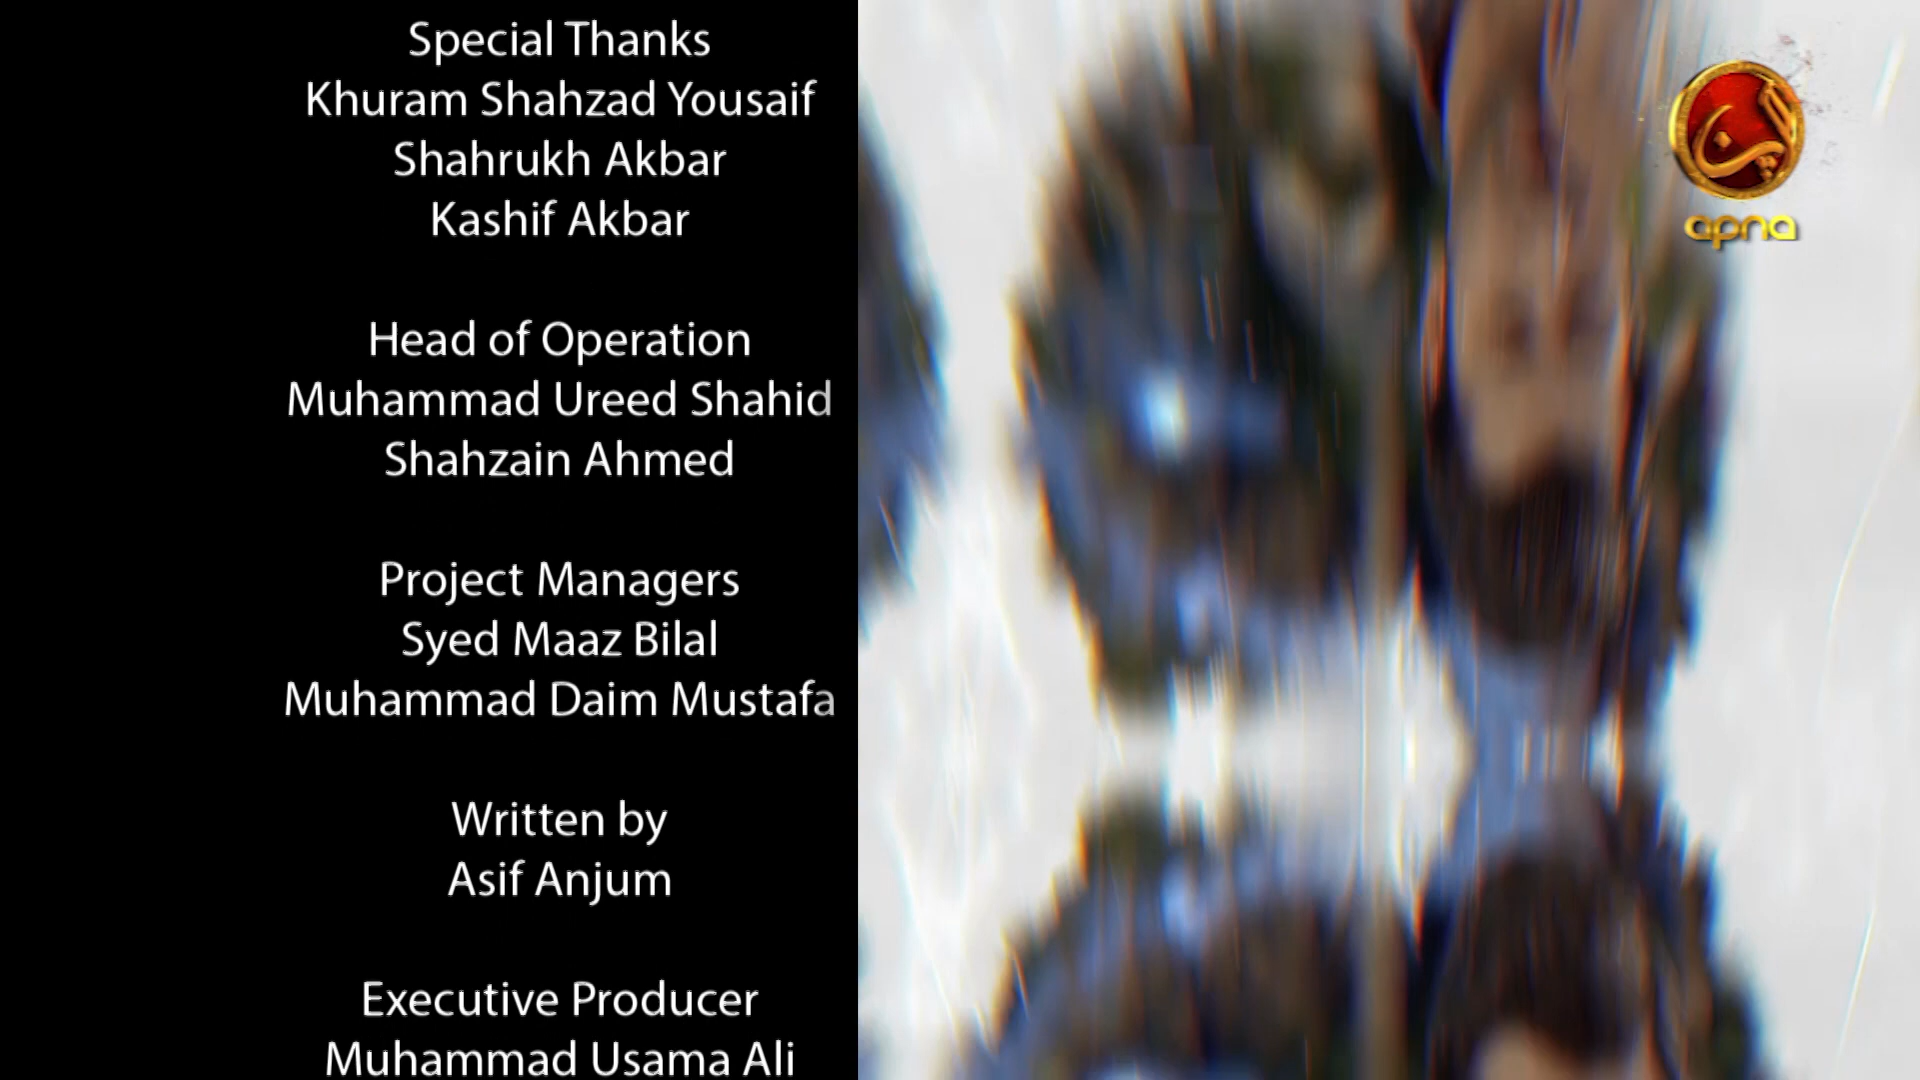 Special Thanks
Khuram Shahzad Yousaif
Shahrukh Akbar
Kashif Akbar
Head of Operation
Muhammad Ureed Shahid
Shahzain Ahmed
Project Managers
Syed Maaz Bilal
Muhammad Daim Mustafa
Written by
Asif Anjum
Executive Producer
Muhammad Usama Ali
apna